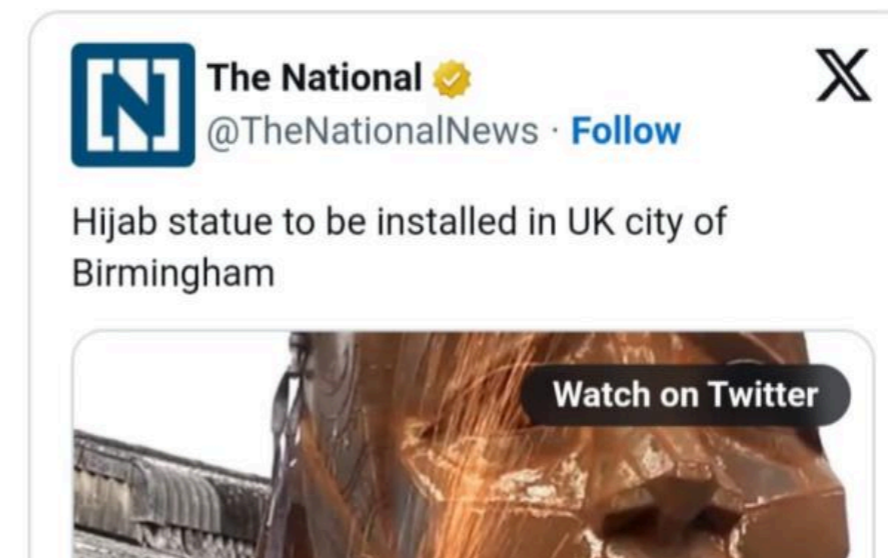 [N]
The National
X
@TheNationalNews · Follow
Hijab statue to be installed in UK city of
Birmingham
Watch on Twitter